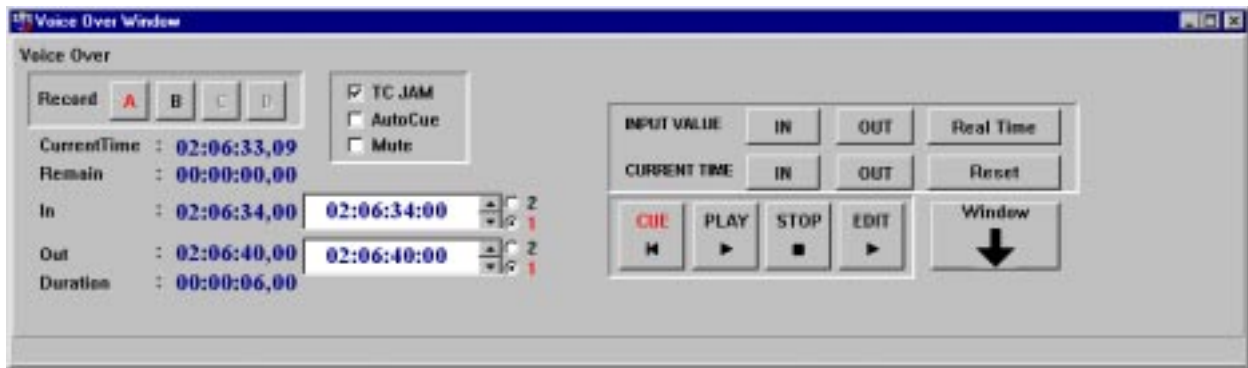 Voice Over Window
Voice Over
Record A B C D
TC JAM
AutoCue
Mute
CurrentTime : 02:06:33,09
Remain : 00:00:00,00
In : 02:06:34,00 02:06:34:00 2 1
Out : 02:06:40,00 02:06:40:00 2 1
Duration : 00:00:06,00
INPUT VALUE IN OUT Real Time
CURRENT TIME IN OUT Reset
CUE PLAY STOP EDIT Window